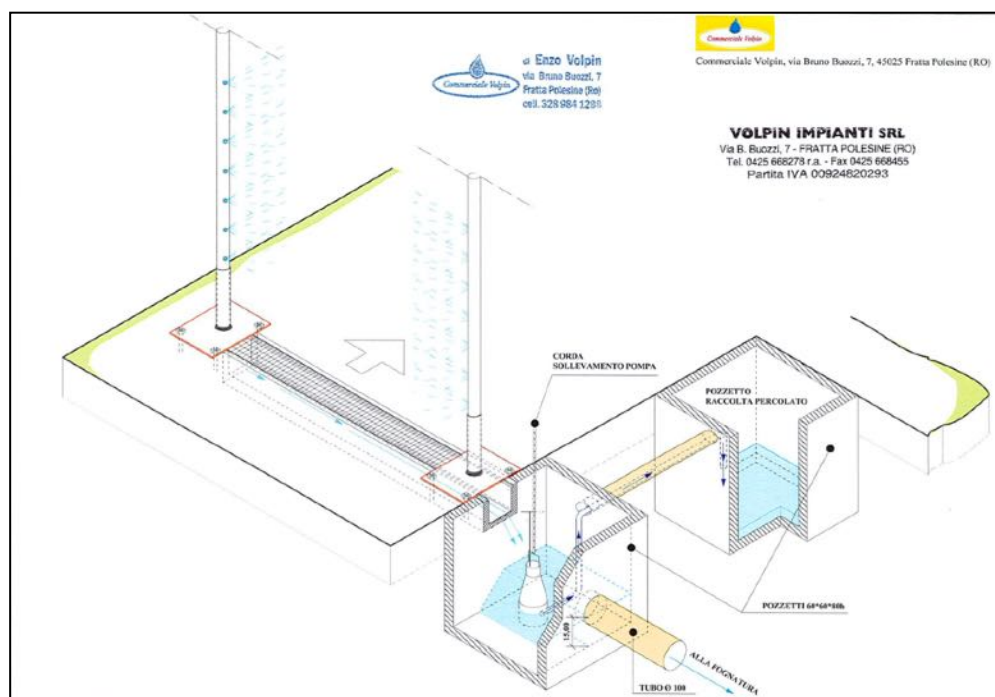 Commerciale Volpin
di Enzo Volpin
via Bruno Buozzi, 7
Fratta Polesine (Ro)
cell. 328 984 1288
Commerciale Volpin
Commerciale Volpin, via Bruno Buozzi, 7, 45025 Fratta Polesine (RO)
VOLPIN IMPIANTI SRL
Via B. Buozzi, 7 - FRATTA POLESINE (RO)
Tel. 0425 668278 r.a. - Fax 0425 668455
Partita IVA 00924820293
CORDA
SOLLEVAMENTO POMPA
POZZETTO
RACCOLTA PERCOLATO
POZZETTI 60*60*80h
15,00
TUBO Ø 100
ALLA FOGNATURA